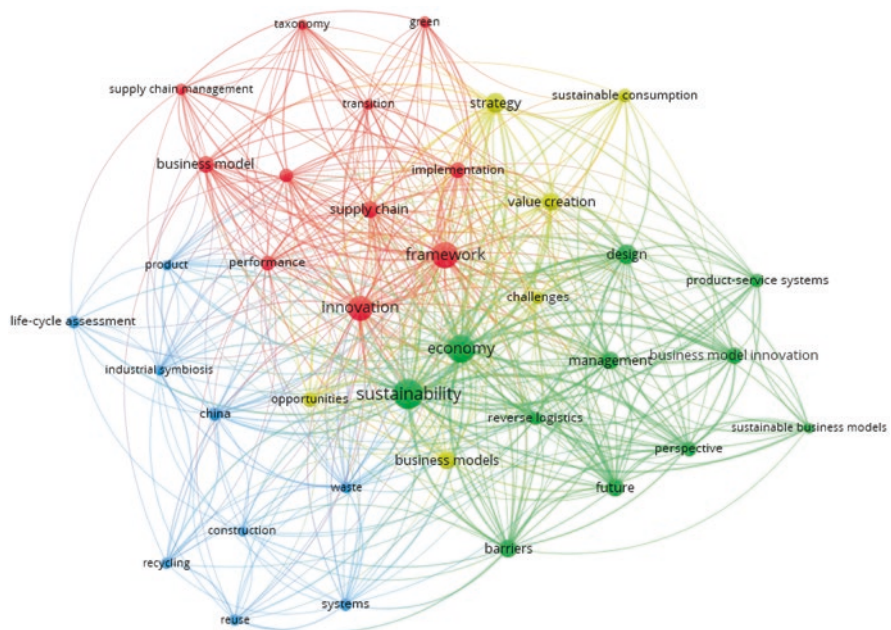 taxonomy
green
supply chain management
transition
strategy
sustainable consumption
business model
implementation
supply chain
value creation
framework
design
product
performance
challenges
product-service systems
innovation
life-cycle assessment
economy
management
business model innovation
industrial symbiosis
sustainability
opportunities
china
reverse logistics
sustainable business models
perspective
business models
waste
future
construction
barriers
recycling
systems
reuse